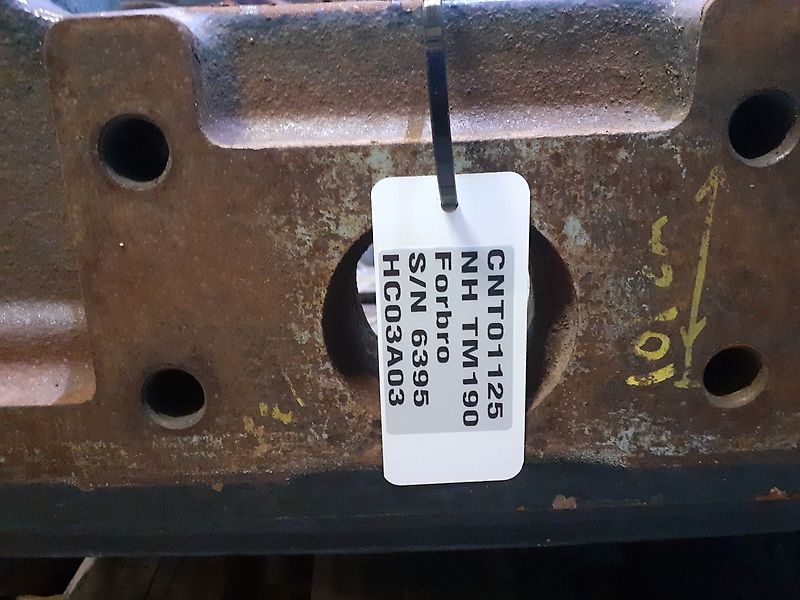 CNT01125
NH TM190
Forbro
S/N 6395
HC03A03